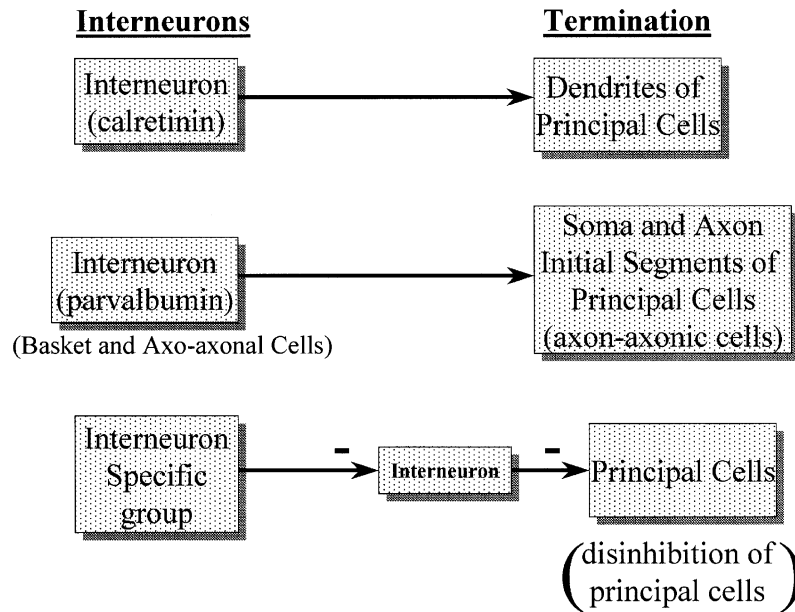 Interneurons
Termination
Interneuron
(calretinin)
Dendrites of
Principal Cells
Interneuron
(parvalbumin)
(Basket and Axo-axonal Cells)
Soma and Axon
Initial Segments of
Principal Cells
(axon-axonic cells)
Interneuron
Specific
group
-
Interneuron
-
Principal Cells
(disinhibition of
principal cells)